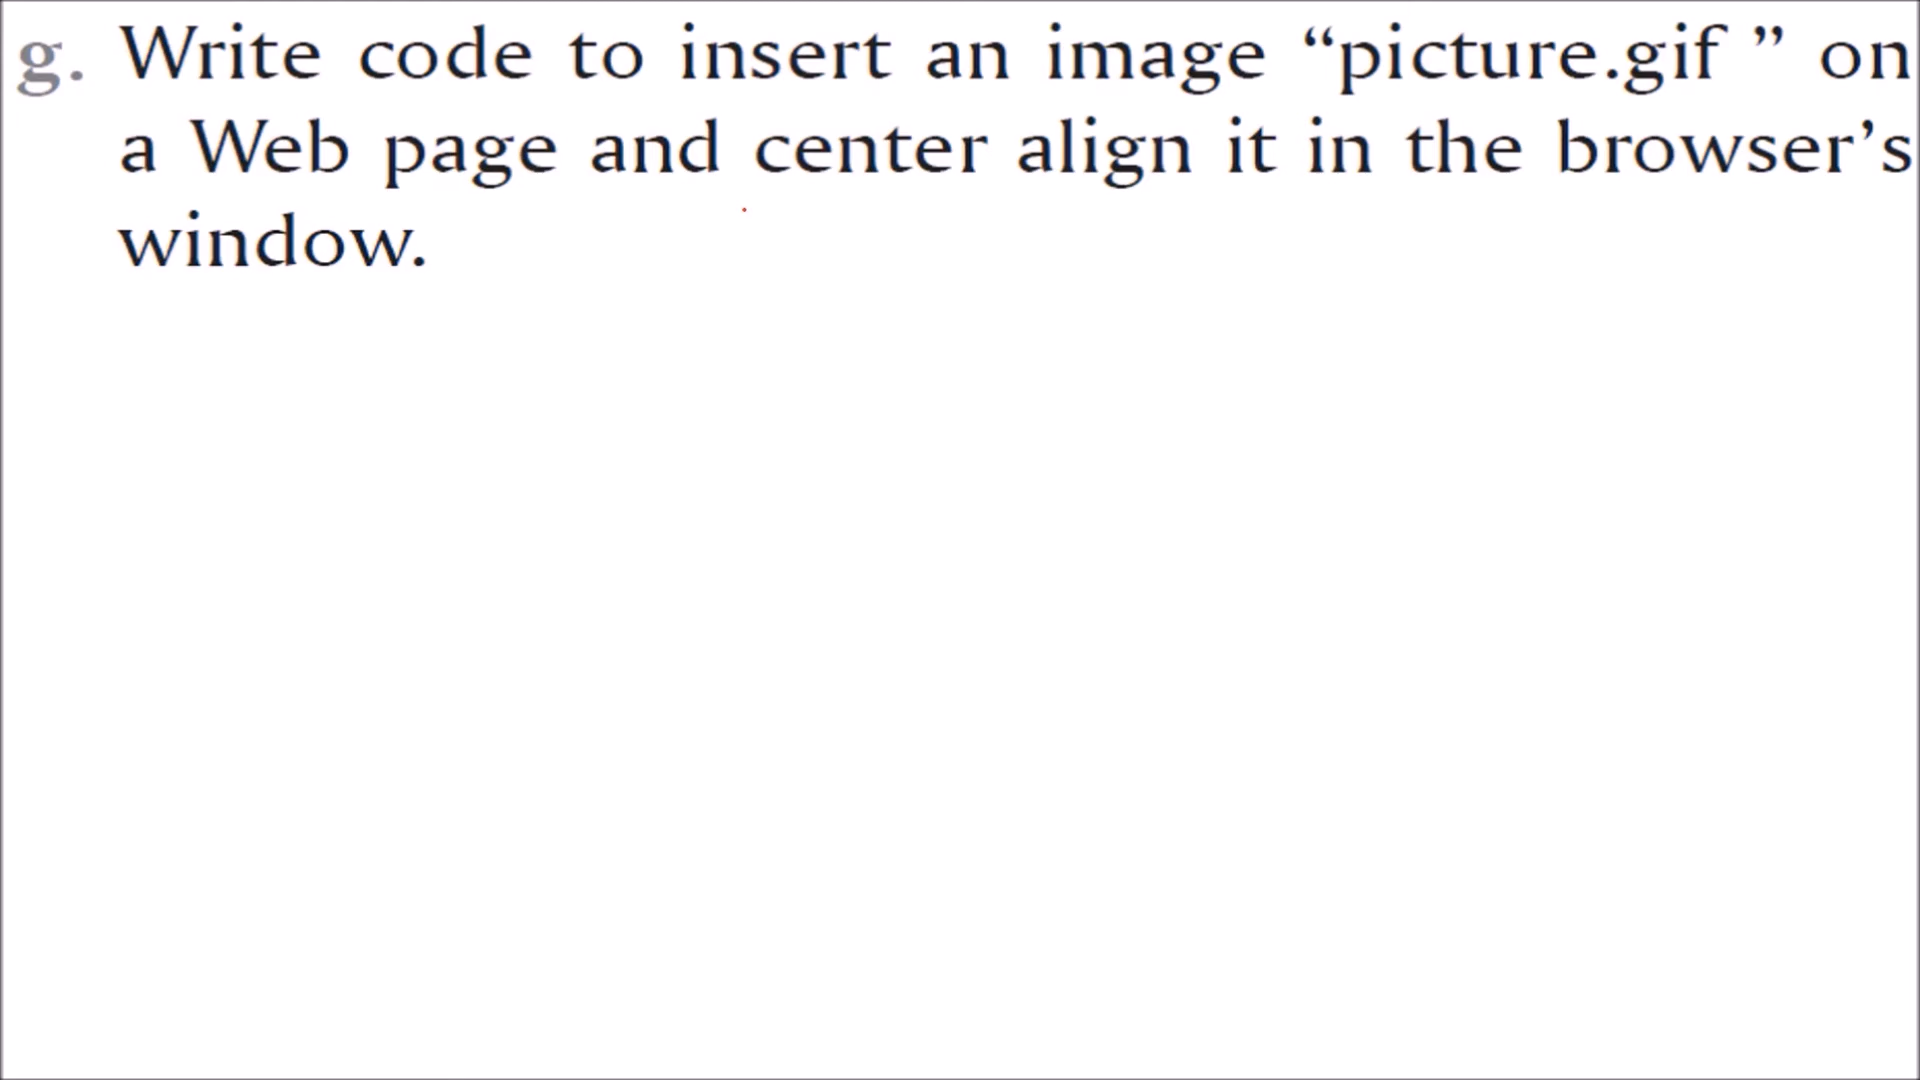 g. Write code to insert an image “picture.gif ” on
a Web page and center align it in the browser’s
window.